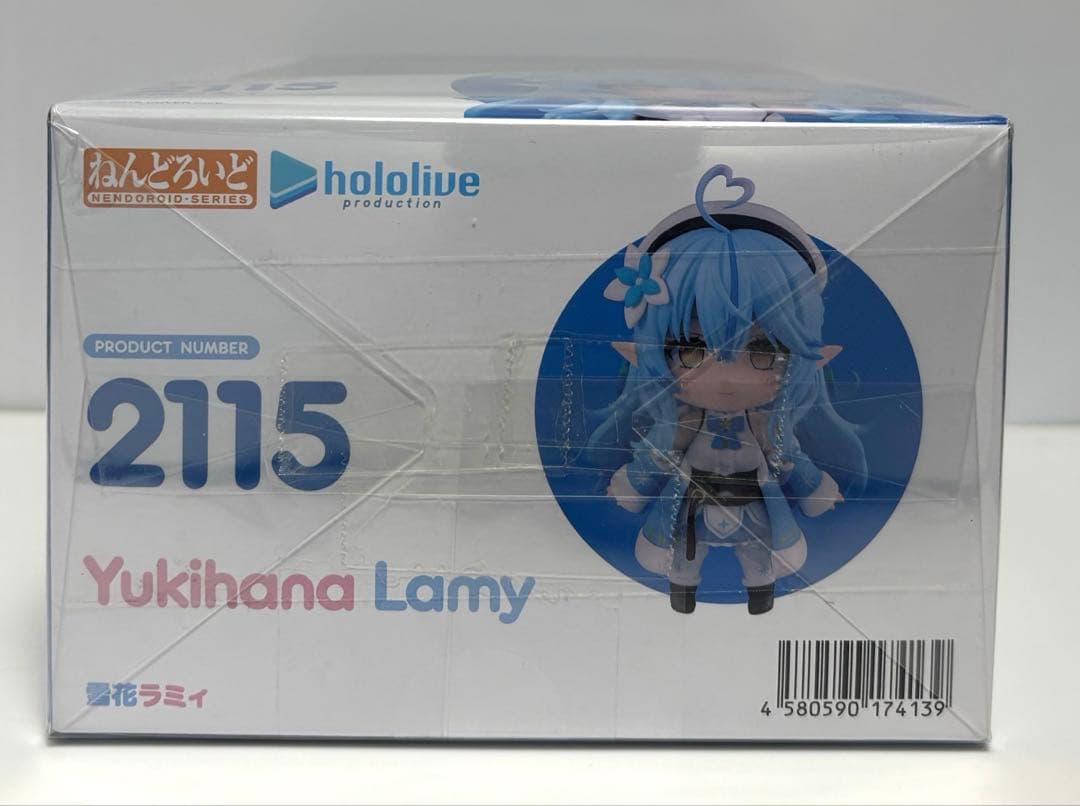 2115
ねんどろいど
NENDOROID・SERIES
hololive
production
PRODUCT NUMBER
2115
Yukihana Lamy
雪花ラミィ
4 580590 174139